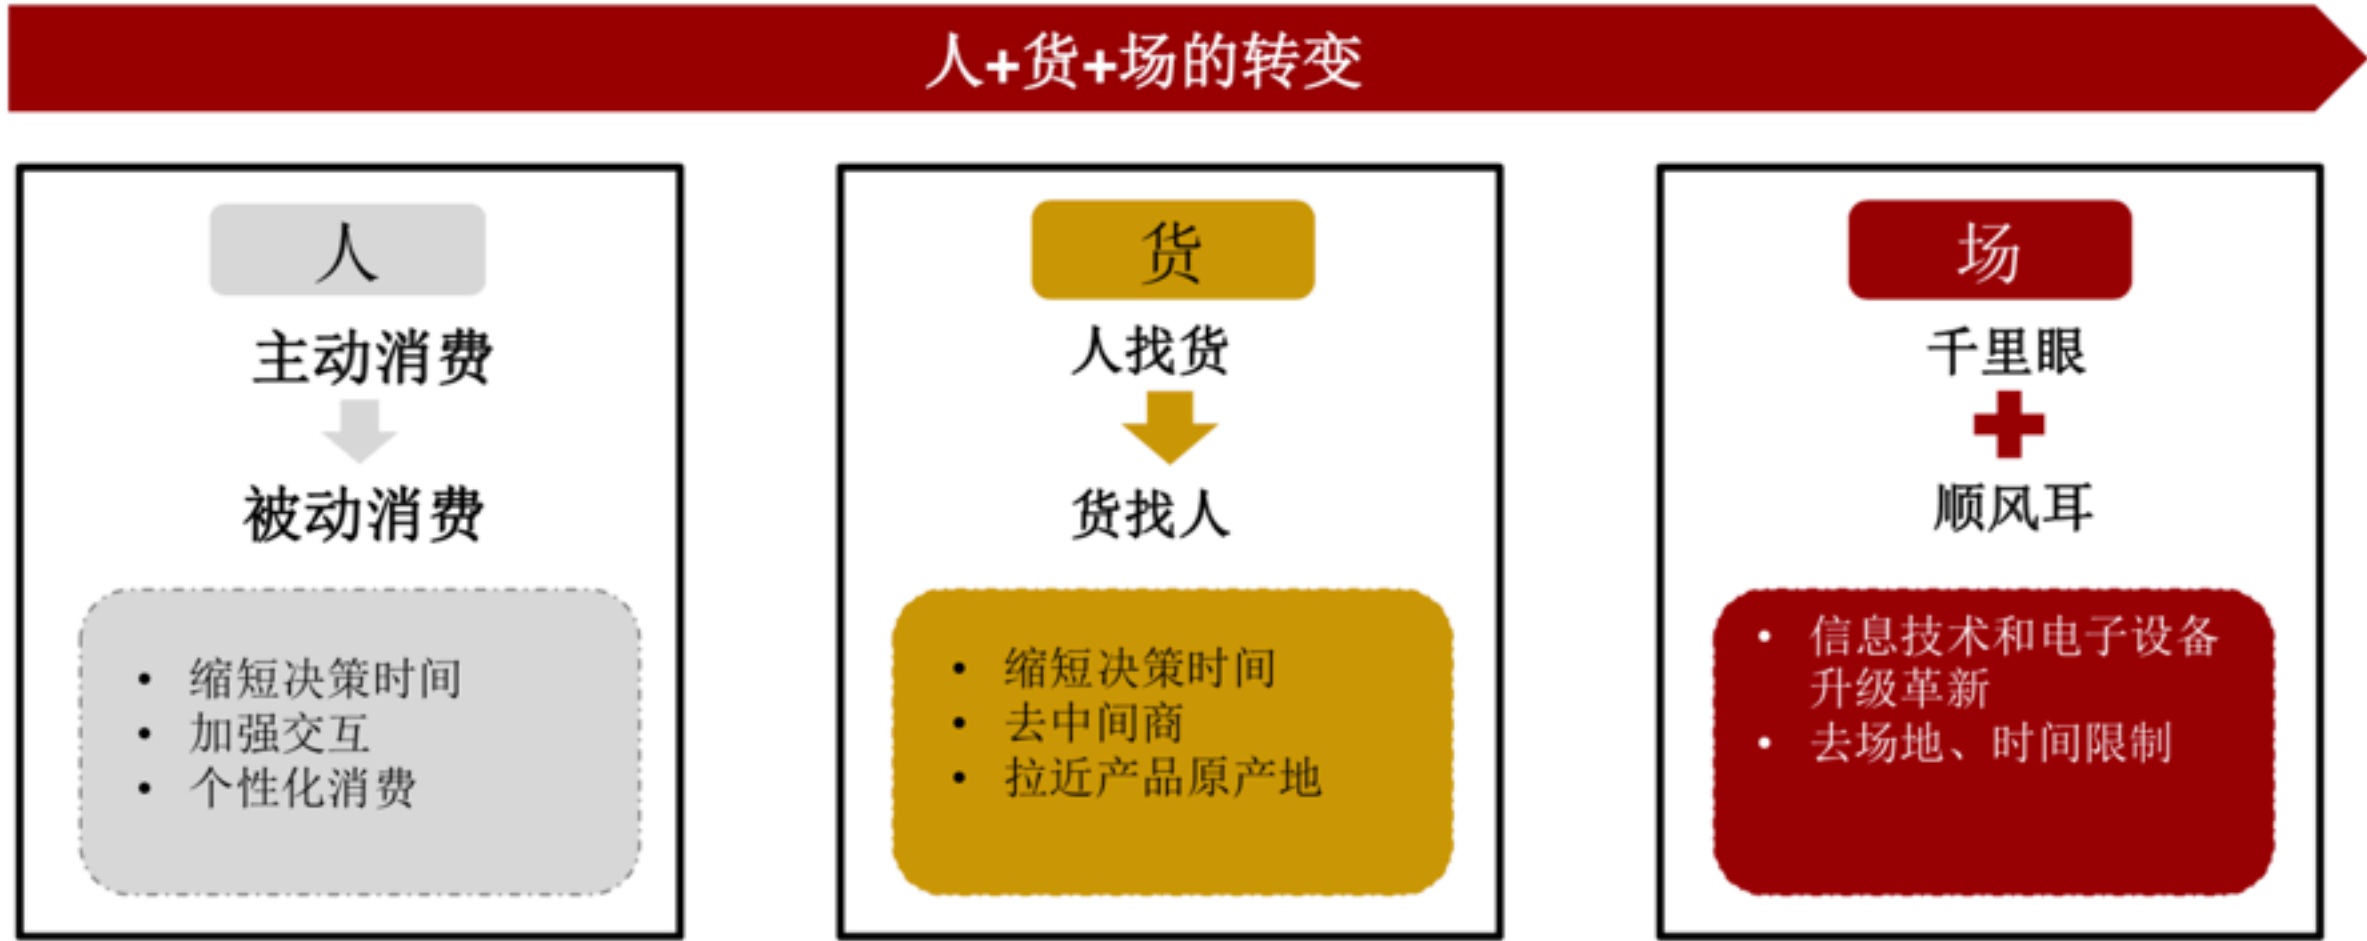 人+货+场的转变
人
主动消费
被动消费
• 缩短决策时间
• 加强交互
• 个性化消费
货
人找货
货找人
• 缩短决策时间
• 去中间商
• 拉近产品原产地
场
千里眼
顺风耳
• 信息技术和电子设备
升级革新
• 去场地、时间限制